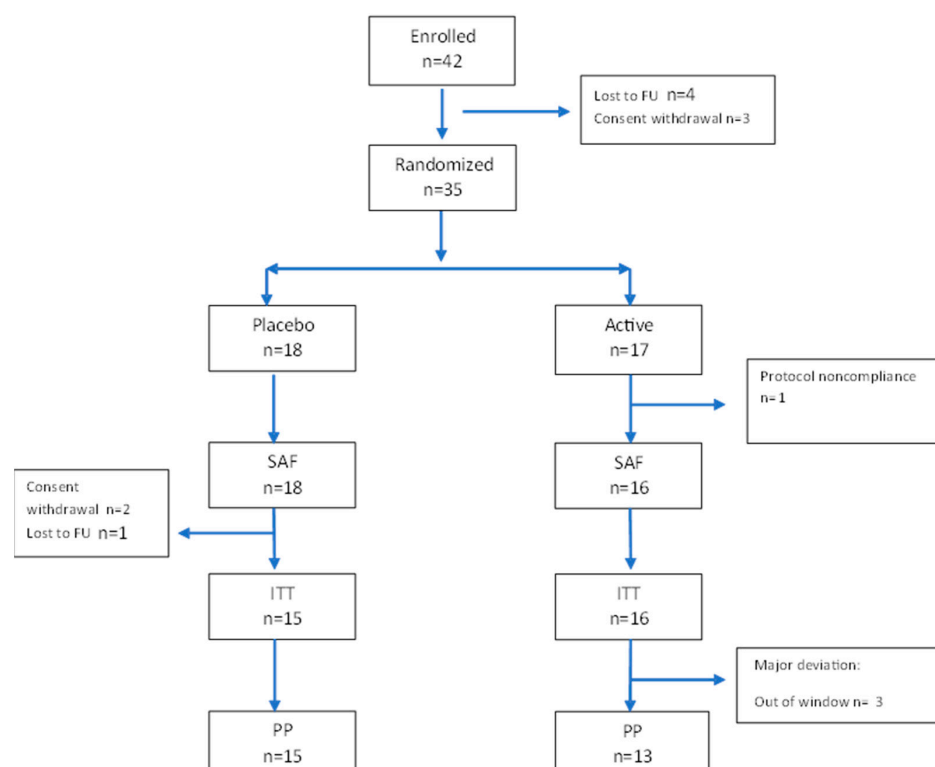 Enrolled
n=42
Lost to FU n=4
Consent withdrawal n=3
Randomized
n=35
Placebo
n=18
Active
n=17
Protocol noncompliance
n= 1
SAF
n=18
SAF
n=16
Consent
withdrawal n=2
Lost to FU n=1
ITT
n=15
ITT
n=16
Major deviation:
Out of window n= 3
PP
n=15
PP
n=13